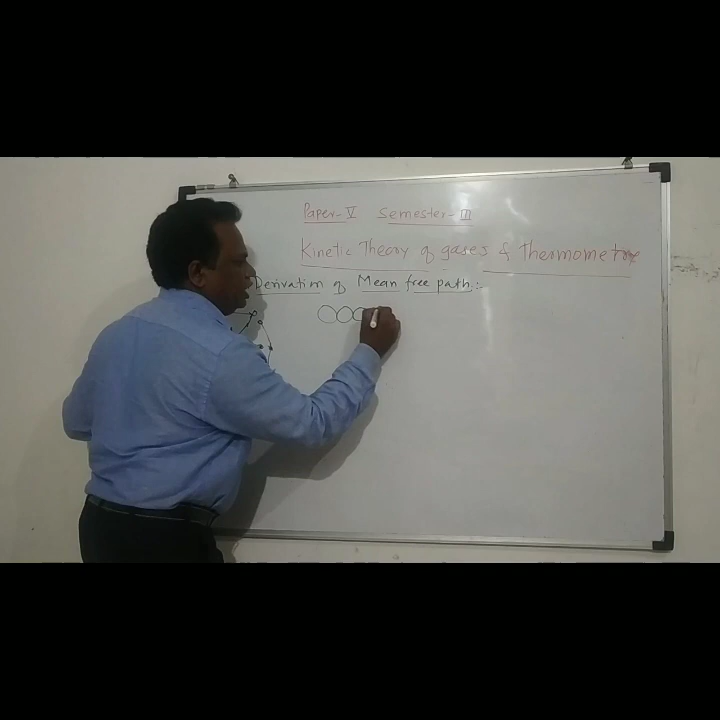 Paper-V Semester-III
Kinetic Theory of gases & Thermometry
Derivation of Mean free path:-